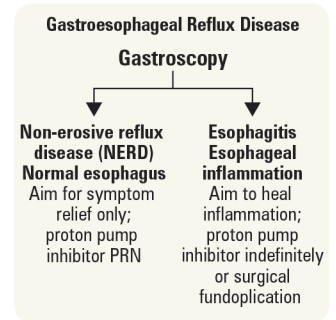 Gastroesophageal Reflux Disease
Gastroscopy
Non-erosive reflux
disease (NERD)
Normal esophagus
Aim for symptom
relief only;
proton pump
inhibitor PRN
Esophagitis
Esophageal
inflammation
Aim to heal
inflammation;
proton pump
inhibitor indefinitely
or surgical
fundoplication